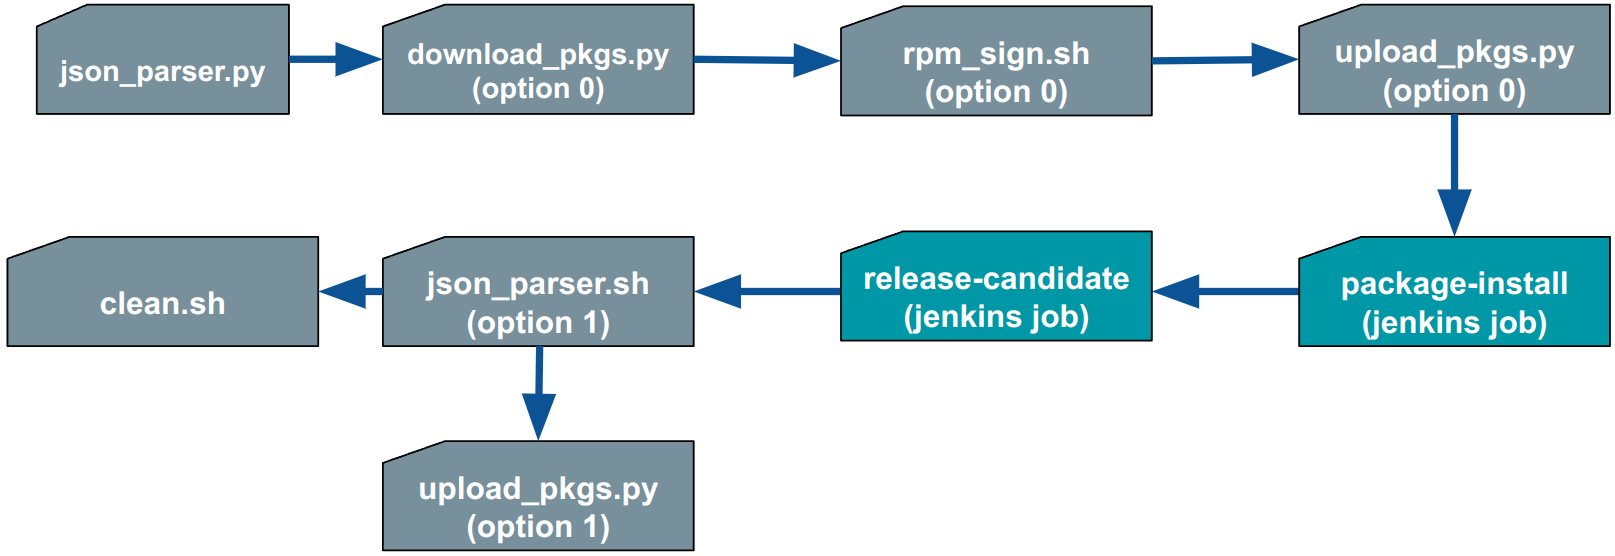 json_parser.py
download_pkgs.py
(option 0)
rpm_sign.sh
(option 0)
upload_pkgs.py
(option 0)
package-install
(jenkins job)
release-candidate
(jenkins job)
json_parser.sh
(option 1)
clean.sh
upload_pkgs.py
(option 1)